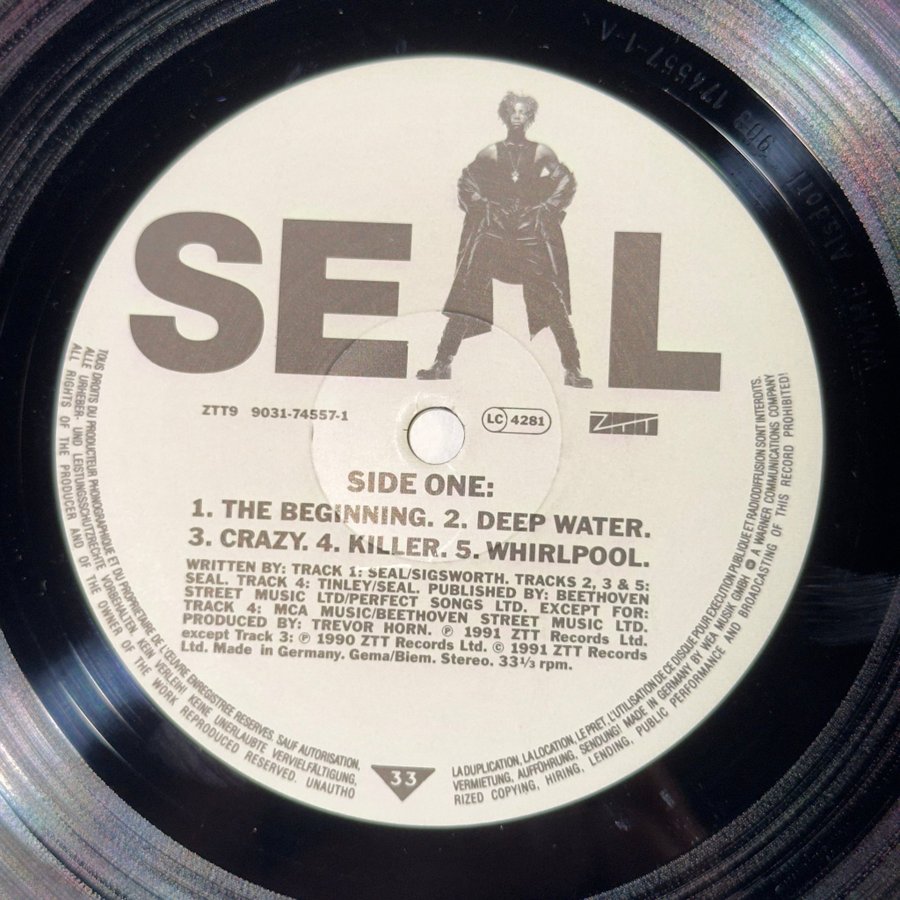 SEAL
ZTT9 9031-74557-1
LC 4281
ZTT
SIDE ONE:
1. THE BEGINNING. 2. DEEP WATER.
3. CRAZY. 4. KILLER. 5. WHIRLPOOL.
WRITTEN BY: TRACK 1: SEAL/SIGSWORTH. TRACKS 2, 3 & 5:
SEAL. TRACK 4: TINLEY/SEAL. PUBLISHED BY: BEETHOVEN
STREET MUSIC LTD/PERFECT SONGS LTD. EXCEPT FOR:
TRACK 4: MCA MUSIC/BEETHOVEN STREET MUSIC LTD.
PRODUCED BY: TREVOR HORN. ℗ 1991 ZTT Records Ltd.
except Track 3: ℗ 1990 ZTT Records Ltd. © 1991 ZTT Records
Ltd. Made in Germany. Gema/Biem. Stereo. 33⅓ rpm.
TOUS DROITS DU PRODUCTEUR PHONOGRAPHIQUE ET DU PROPRIETAIRE DE L'ŒUVRE ENREGISTREE RESERVES. SAUF AUTORISATION,
LA DUPLICATION, LA LOCATION, LE PRET, L'UTILISATION DE CE DISQUE POUR EXECUTION PUBLIQUE ET RADIODIFFUSION SONT INTERDITS.
ALLE URHEBER- UND LEISTUNGSSCHUTZRECHTE VORBEHALTEN. KEIN VERLEIH! KEINE UNERLAUBTE VERVIELFÄLTIGUNG,
VERMIETUNG, AUFFÜHRUNG, SENDUNG! MADE IN GERMANY BY WEA MUSIK GMBH A WARNER COMMUNICATIONS COMPANY
ALL RIGHTS OF THE PRODUCER AND OF THE OWNER OF THE WORK REPRODUCED RESERVED. UNAUTHO
RIZED COPYING, HIRING, LENDING, PUBLIC PERFORMANCE AND BROADCASTING OF THIS RECORD PROHIBITED!
33
Alsdorf 903 174557-1-A